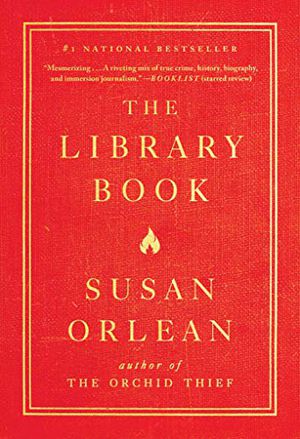 #1 NATIONAL BESTSELLER
"Mesmerizing . . . A riveting mix of true crime, history, biography,
and immersion journalism." —BOOKLIST (starred review)
THE
LIBRARY
BOOK
SUSAN
ORLEAN
author of
THE ORCHID THIEF